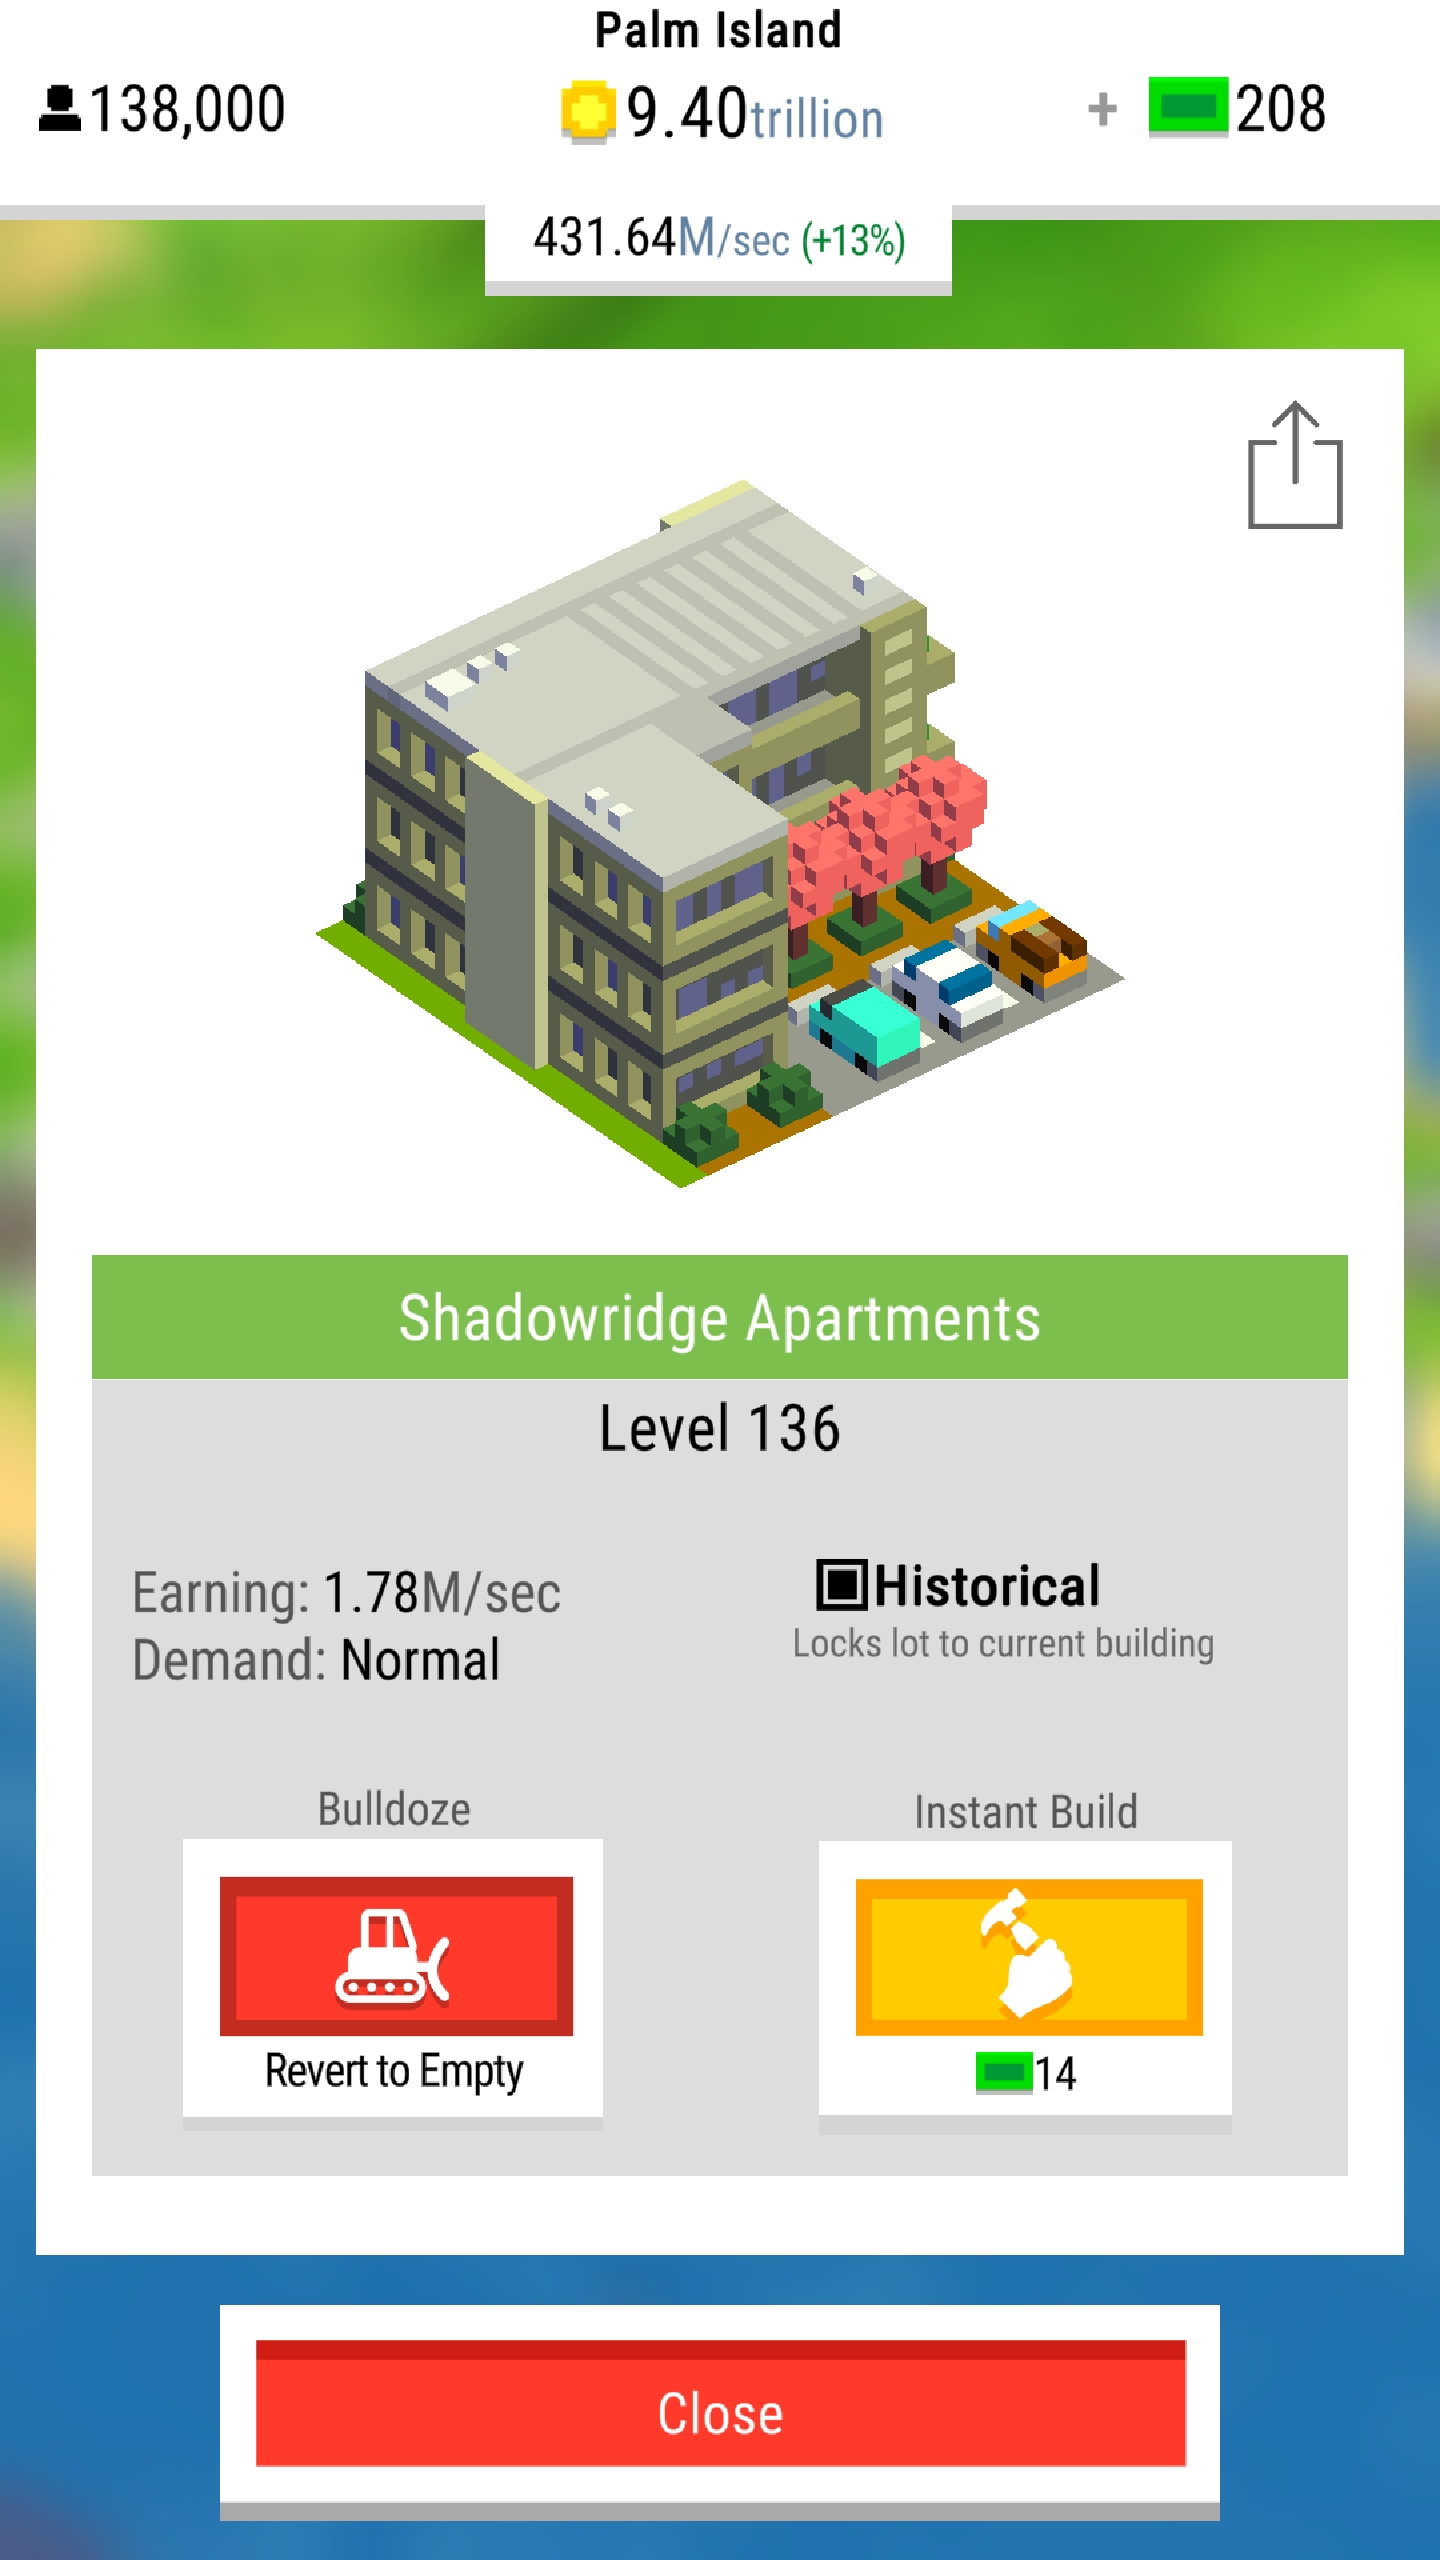 Palm Island
138,000
9.40trillion
+ 208
431.64M/sec (+13%)
Shadowridge Apartments
Level 136
Earning: 1.78M/sec
Demand: Normal
Historical
Locks lot to current building
Bulldoze
Revert to Empty
Instant Build
14
Close